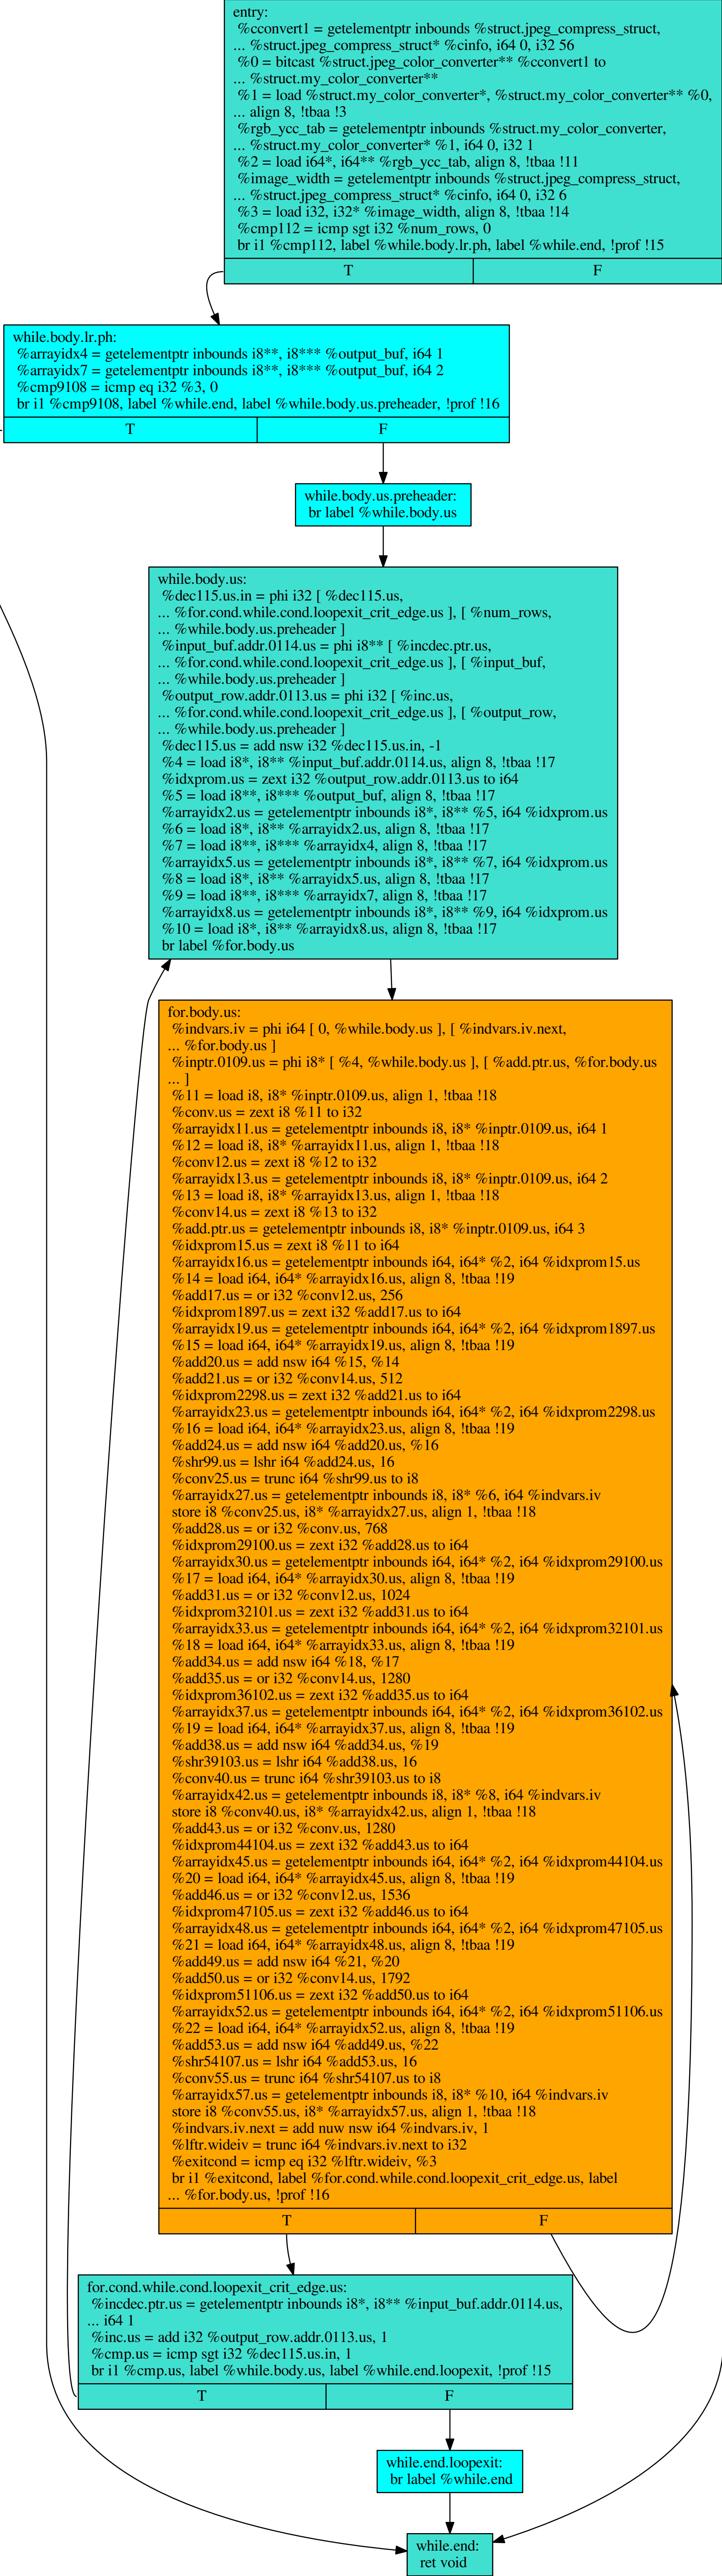 entry:
%cconvert1 = getelementptr inbounds %struct.jpeg_compress_struct,
... %struct.jpeg_compress_struct* %cinfo, i64 0, i32 56
%0 = bitcast %struct.jpeg_color_converter** %cconvert1 to
... %struct.my_color_converter**
%1 = load %struct.my_color_converter*, %struct.my_color_converter** %0,
... align 8, !tbaa !3
%rgb_ycc_tab = getelementptr inbounds %struct.my_color_converter,
... %struct.my_color_converter* %1, i64 0, i32 1
%2 = load i64*, i64** %rgb_ycc_tab, align 8, !tbaa !11
%image_width = getelementptr inbounds %struct.jpeg_compress_struct,
... %struct.jpeg_compress_struct* %cinfo, i64 0, i32 6
%3 = load i32, i32* %image_width, align 8, !tbaa !14
%cmp112 = icmp sgt i32 %num_rows, 0
br i1 %cmp112, label %while.body.lr.ph, label %while.end, !prof !15
T F
while.body.lr.ph:
%arrayidx4 = getelementptr inbounds i8**, i8*** %output_buf, i64 1
%arrayidx7 = getelementptr inbounds i8**, i8*** %output_buf, i64 2
%cmp9108 = icmp eq i32 %3, 0
br i1 %cmp9108, label %while.end, label %while.body.us.preheader, !prof !16
T F
while.body.us.preheader:
br label %while.body.us
while.body.us:
%dec115.us.in = phi i32 [ %dec115.us,
... %for.cond.while.cond.loopexit_crit_edge.us ], [ %num_rows,
... %while.body.us.preheader ]
%input_buf.addr.0114.us = phi i8** [ %incdec.ptr.us,
... %for.cond.while.cond.loopexit_crit_edge.us ], [ %input_buf,
... %while.body.us.preheader ]
%output_row.addr.0113.us = phi i32 [ %inc.us,
... %for.cond.while.cond.loopexit_crit_edge.us ], [ %output_row,
... %while.body.us.preheader ]
%dec115.us = add nsw i32 %dec115.us.in, -1
%4 = load i8*, i8** %input_buf.addr.0114.us, align 8, !tbaa !17
%idxprom.us = zext i32 %output_row.addr.0113.us to i64
%5 = load i8**, i8*** %output_buf, align 8, !tbaa !17
%arrayidx2.us = getelementptr inbounds i8*, i8** %5, i64 %idxprom.us
%6 = load i8*, i8** %arrayidx2.us, align 8, !tbaa !17
%7 = load i8**, i8*** %arrayidx4, align 8, !tbaa !17
%arrayidx5.us = getelementptr inbounds i8*, i8** %7, i64 %idxprom.us
%8 = load i8*, i8** %arrayidx5.us, align 8, !tbaa !17
%9 = load i8**, i8*** %arrayidx7, align 8, !tbaa !17
%arrayidx8.us = getelementptr inbounds i8*, i8** %9, i64 %idxprom.us
%10 = load i8*, i8** %arrayidx8.us, align 8, !tbaa !17
br label %for.body.us
for.body.us:
%indvars.iv = phi i64 [ 0, %while.body.us ], [ %indvars.iv.next,
... %for.body.us ]
%inptr.0109.us = phi i8* [ %4, %while.body.us ], [ %add.ptr.us, %for.body.us
... ]
%11 = load i8, i8* %inptr.0109.us, align 1, !tbaa !18
%conv.us = zext i8 %11 to i32
%arrayidx11.us = getelementptr inbounds i8, i8* %inptr.0109.us, i64 1
%12 = load i8, i8* %arrayidx11.us, align 1, !tbaa !18
%conv12.us = zext i8 %12 to i32
%arrayidx13.us = getelementptr inbounds i8, i8* %inptr.0109.us, i64 2
%13 = load i8, i8* %arrayidx13.us, align 1, !tbaa !18
%conv14.us = zext i8 %13 to i32
%add.ptr.us = getelementptr inbounds i8, i8* %inptr.0109.us, i64 3
%idxprom15.us = zext i8 %11 to i64
%arrayidx16.us = getelementptr inbounds i64, i64* %2, i64 %idxprom15.us
%14 = load i64, i64* %arrayidx16.us, align 8, !tbaa !19
%add17.us = or i32 %conv12.us, 256
%idxprom1897.us = zext i32 %add17.us to i64
%arrayidx19.us = getelementptr inbounds i64, i64* %2, i64 %idxprom1897.us
%15 = load i64, i64* %arrayidx19.us, align 8, !tbaa !19
%add20.us = add nsw i64 %15, %14
%add21.us = or i32 %conv14.us, 512
%idxprom2298.us = zext i32 %add21.us to i64
%arrayidx23.us = getelementptr inbounds i64, i64* %2, i64 %idxprom2298.us
%16 = load i64, i64* %arrayidx23.us, align 8, !tbaa !19
%add24.us = add nsw i64 %add20.us, %16
%shr99.us = lshr i64 %add24.us, 16
%conv25.us = trunc i64 %shr99.us to i8
%arrayidx27.us = getelementptr inbounds i8, i8* %6, i64 %indvars.iv
store i8 %conv25.us, i8* %arrayidx27.us, align 1, !tbaa !18
%add28.us = or i32 %conv.us, 768
%idxprom29100.us = zext i32 %add28.us to i64
%arrayidx30.us = getelementptr inbounds i64, i64* %2, i64 %idxprom29100.us
%17 = load i64, i64* %arrayidx30.us, align 8, !tbaa !19
%add31.us = or i32 %conv12.us, 1024
%idxprom32101.us = zext i32 %add31.us to i64
%arrayidx33.us = getelementptr inbounds i64, i64* %2, i64 %idxprom32101.us
%18 = load i64, i64* %arrayidx33.us, align 8, !tbaa !19
%add34.us = add nsw i64 %18, %17
%add35.us = or i32 %conv14.us, 1280
%idxprom36102.us = zext i32 %add35.us to i64
%arrayidx37.us = getelementptr inbounds i64, i64* %2, i64 %idxprom36102.us
%19 = load i64, i64* %arrayidx37.us, align 8, !tbaa !19
%add38.us = add nsw i64 %add34.us, %19
%shr39103.us = lshr i64 %add38.us, 16
%conv40.us = trunc i64 %shr39103.us to i8
%arrayidx42.us = getelementptr inbounds i8, i8* %8, i64 %indvars.iv
store i8 %conv40.us, i8* %arrayidx42.us, align 1, !tbaa !18
%add43.us = or i32 %conv.us, 1280
%idxprom44104.us = zext i32 %add43.us to i64
%arrayidx45.us = getelementptr inbounds i64, i64* %2, i64 %idxprom44104.us
%20 = load i64, i64* %arrayidx45.us, align 8, !tbaa !19
%add46.us = or i32 %conv12.us, 1536
%idxprom47105.us = zext i32 %add46.us to i64
%arrayidx48.us = getelementptr inbounds i64, i64* %2, i64 %idxprom47105.us
%21 = load i64, i64* %arrayidx48.us, align 8, !tbaa !19
%add49.us = add nsw i64 %21, %20
%add50.us = or i32 %conv14.us, 1792
%idxprom51106.us = zext i32 %add50.us to i64
%arrayidx52.us = getelementptr inbounds i64, i64* %2, i64 %idxprom51106.us
%22 = load i64, i64* %arrayidx52.us, align 8, !tbaa !19
%add53.us = add nsw i64 %add49.us, %22
%shr54107.us = lshr i64 %add53.us, 16
%conv55.us = trunc i64 %shr54107.us to i8
%arrayidx57.us = getelementptr inbounds i8, i8* %10, i64 %indvars.iv
store i8 %conv55.us, i8* %arrayidx57.us, align 1, !tbaa !18
%indvars.iv.next = add nuw nsw i64 %indvars.iv, 1
%lftr.wideiv = trunc i64 %indvars.iv.next to i32
%exitcond = icmp eq i32 %lftr.wideiv, %3
br i1 %exitcond, label %for.cond.while.cond.loopexit_crit_edge.us, label
... %for.body.us, !prof !16
T F
for.cond.while.cond.loopexit_crit_edge.us:
%incdec.ptr.us = getelementptr inbounds i8*, i8** %input_buf.addr.0114.us,
... i64 1
%inc.us = add i32 %output_row.addr.0113.us, 1
%cmp.us = icmp sgt i32 %dec115.us.in, 1
br i1 %cmp.us, label %while.body.us, label %while.end.loopexit, !prof !15
T F
while.end.loopexit:
br label %while.end
while.end:
ret void